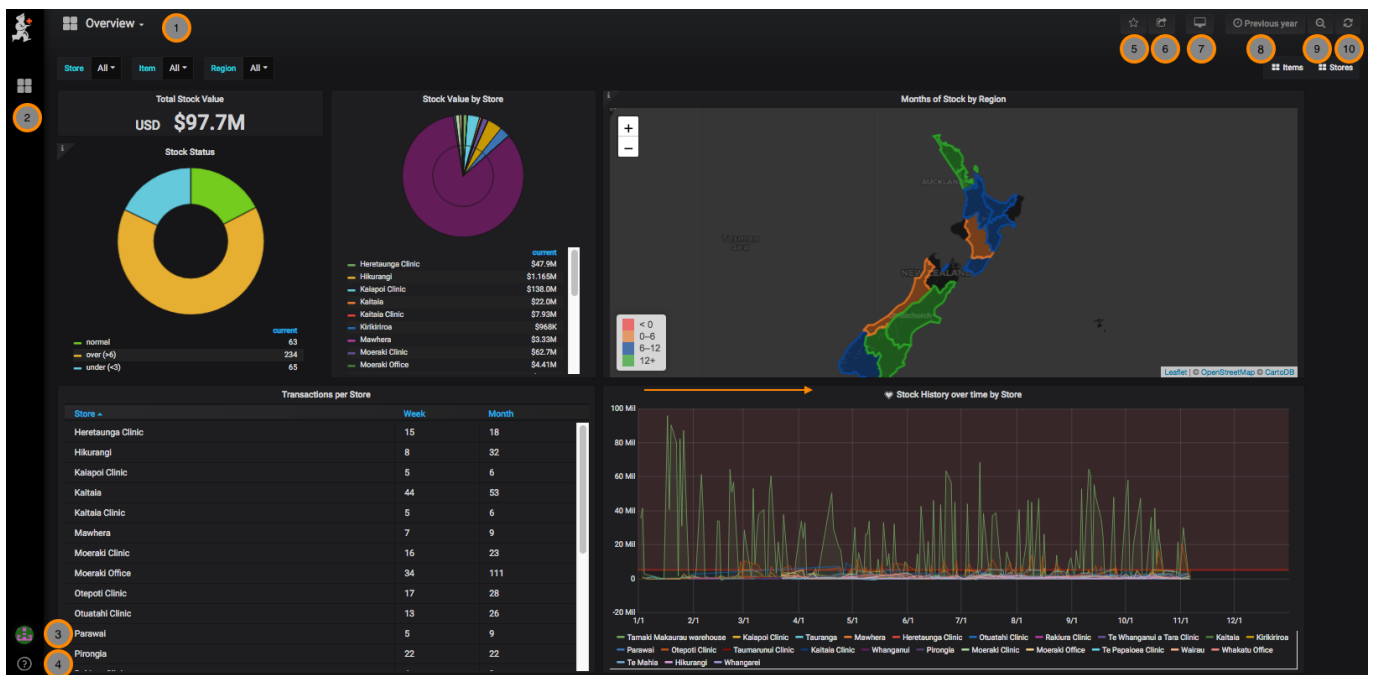 Overview
1
5
6
7
Previous year
8
9
10
Store All Item All Region All
Items Stores
2
Total Stock Value
USD $97.7M
Stock Status
current
normal 63
over (>6) 234
under (<3) 65
Stock Value by Store
current
Heretaunga Clinic $47.9M
Hikurangi $1.165M
Kaiapoi Clinic $138.0M
Kaitaia $22.0M
Kaitaia Clinic $7.93M
Kirikiriroa $968K
Mawhera $3.33M
Moeraki Clinic $62.7M
Moeraki Office $4.41M
Months of Stock by Region
+
−
AUCKLAND
Tasman
Sea
NEW ZEALAND
< 0
0–6
6–12
12+
Leaflet | © OpenStreetMap © CartoDB
Transactions per Store
Store Week Month
Heretaunga Clinic 15 18
Hikurangi 8 32
Kaiapoi Clinic 5 6
Kaitaia 44 53
Kaitaia Clinic 5 6
Mawhera 7 9
Moeraki Clinic 16 23
Moeraki Office 34 111
Otepoti Clinic 17 28
Otuatahi Clinic 13 26
Parawai 5 9
Pirongia 22 22
3
4
?
Stock History over time by Store
100 Mil
80 Mil
60 Mil
40 Mil
20 Mil
0
-20 Mil
1/1 2/1 3/1 4/1 5/1 6/1 7/1 8/1 9/1 10/1 11/1 12/1
Tamaki Makaurau warehouse Kaiapoi Clinic Tauranga Mawhera Heretaunga Clinic Otuatahi Clinic Rakiura Clinic Te Whanganui a Tara Clinic Kaitaia Kirikiriroa
Parawai Otepoti Clinic Taumarunui Clinic Kaitaia Clinic Whanganui Pirongia Moeraki Clinic Moeraki Office Te Papaioea Clinic Wairau Whakatu Office
Te Mahia Hikurangi Whangarei